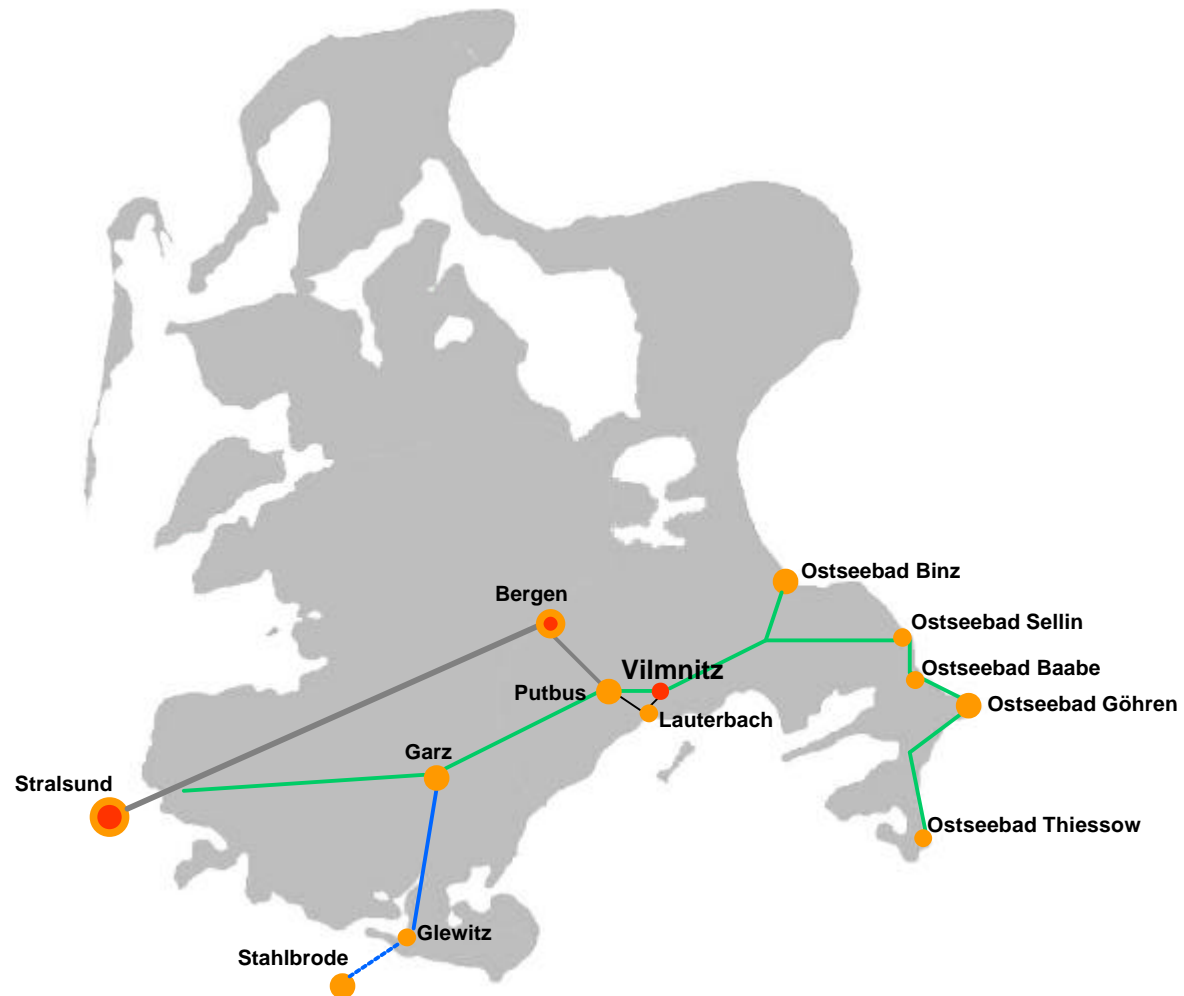 Ostseebad Binz
Bergen
Ostseebad Sellin
Vilmnitz
Ostseebad Baabe
Putbus
Ostseebad Göhren
Lauterbach
Garz
Stralsund
Ostseebad Thiessow
Glewitz
Stahlbrode